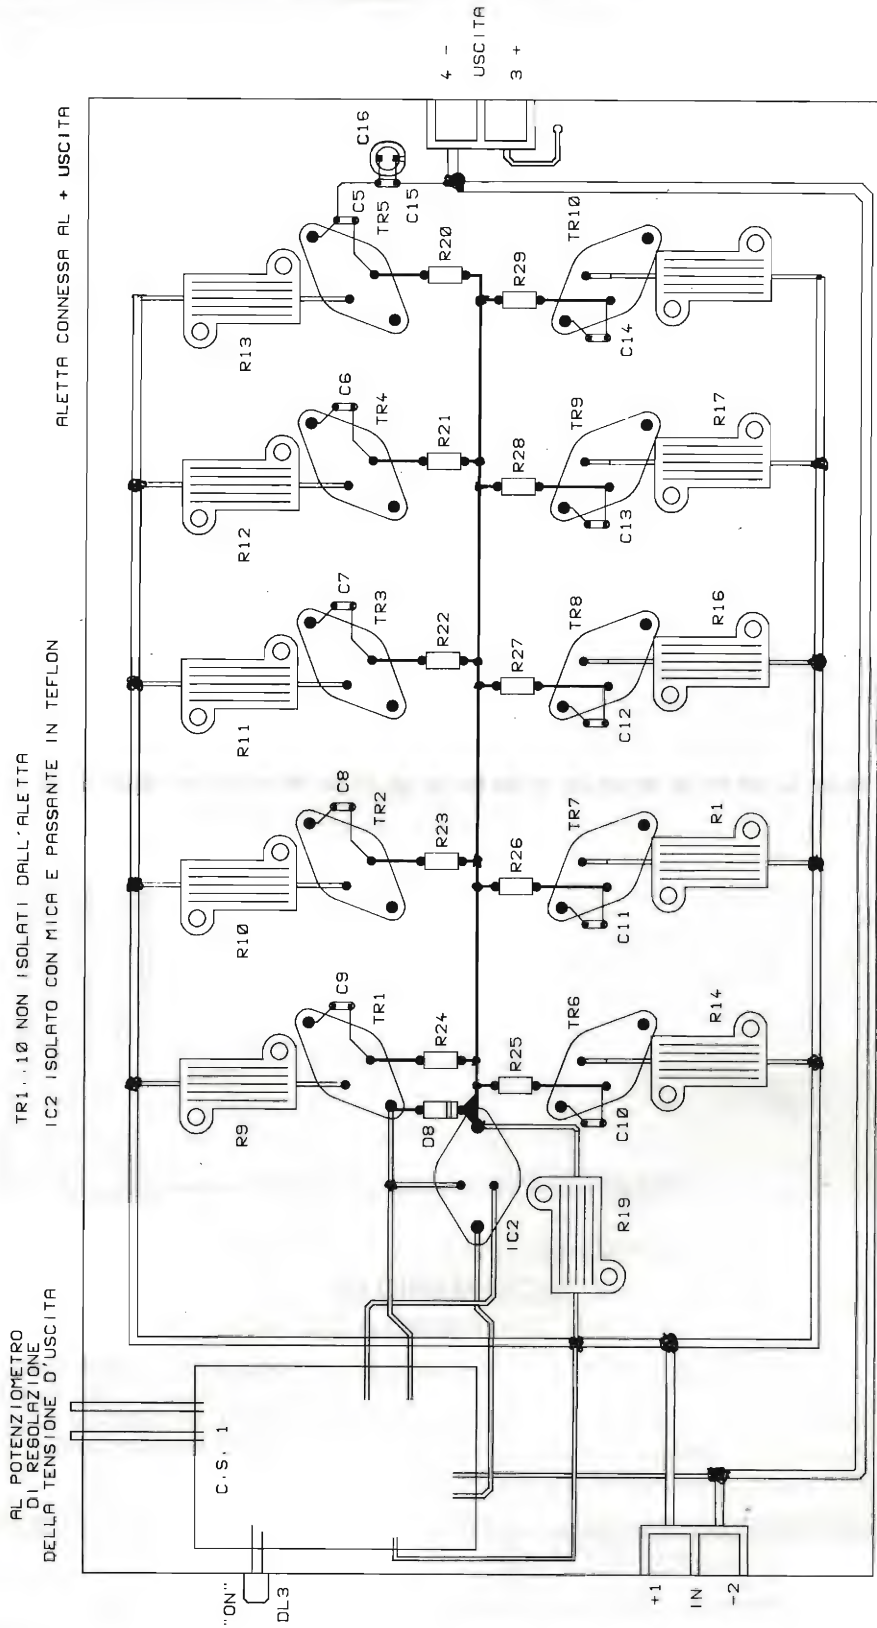 AL POTENZIOMETRO
DI REGOLAZIONE
DELLA TENSIONE D'USCITA
TR1..10 NON ISOLATI DALL'ALETTA
IC2 ISOLATO CON MICA E PASSANTE IN TEFLON
ALETTA CONNESSA AL + USCITA
"ON"
DL3
C.S. 1
R9
R10
R11
R12
R13
C9
C8
C7
C6
C5
C16
TR1
TR2
TR3
TR4
TR5
C15
D8
R24
R23
R22
R21
R20
4 -
USCITA
3 +
IC2
R25
R26
R27
R28
R29
R19
TR6
TR7
TR8
TR9
TR10
C10
C11
C12
C13
C14
R14
R1
R16
R17
+1
IN
-2